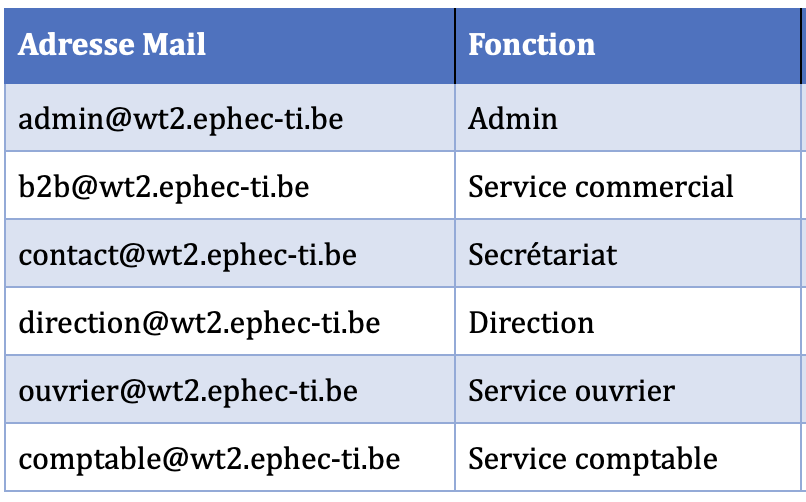 Adresse Mail Fonction
admin@wt2.ephec-ti.be Admin
b2b@wt2.ephec-ti.be Service commercial
contact@wt2.ephec-ti.be Secrétariat
direction@wt2.ephec-ti.be Direction
ouvrier@wt2.ephec-ti.be Service ouvrier
comptable@wt2.ephec-ti.be Service comptable